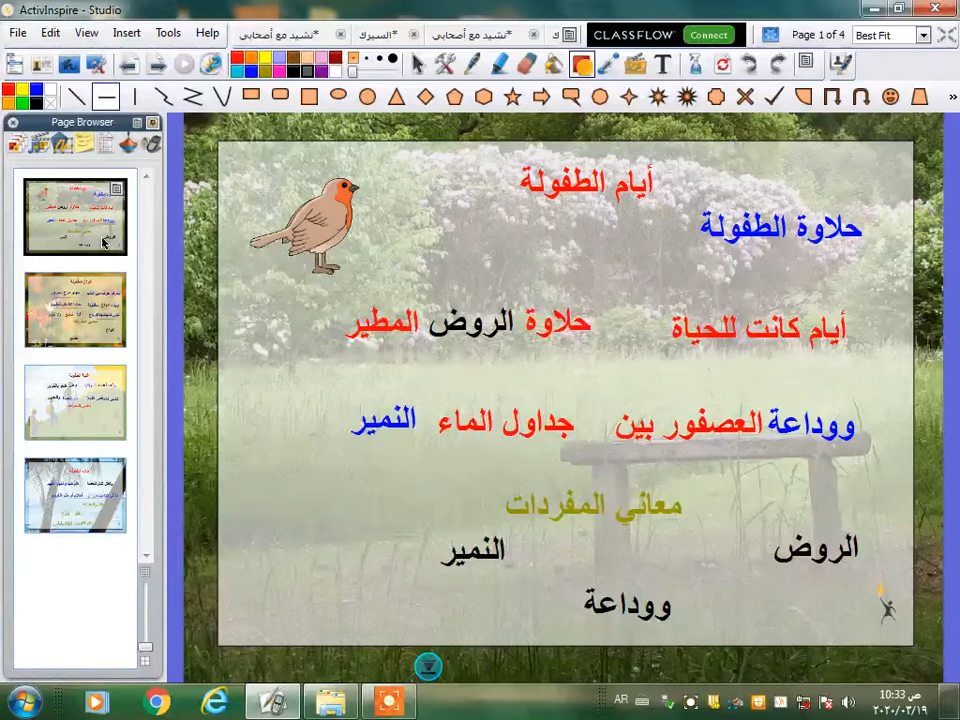 ActivInspire - Studio
File Edit View Insert Tools Help
*نشيد مع أصحابي
*السيرك
*نشيد مع أصحابي
CLASSFLOW Connect
Page 1 of 4
Best Fit
Page Browser
أيام الطفولة
حلاوة الطفولة
أيام كانت للحياة حلاوة الروض المطير
ووداعة العصفور بين جداول الماء النمير
معاني المفردات
الروض النمير
ووداعة
AR
10:33 ص
٢٠٢٠/٠٣/١٩